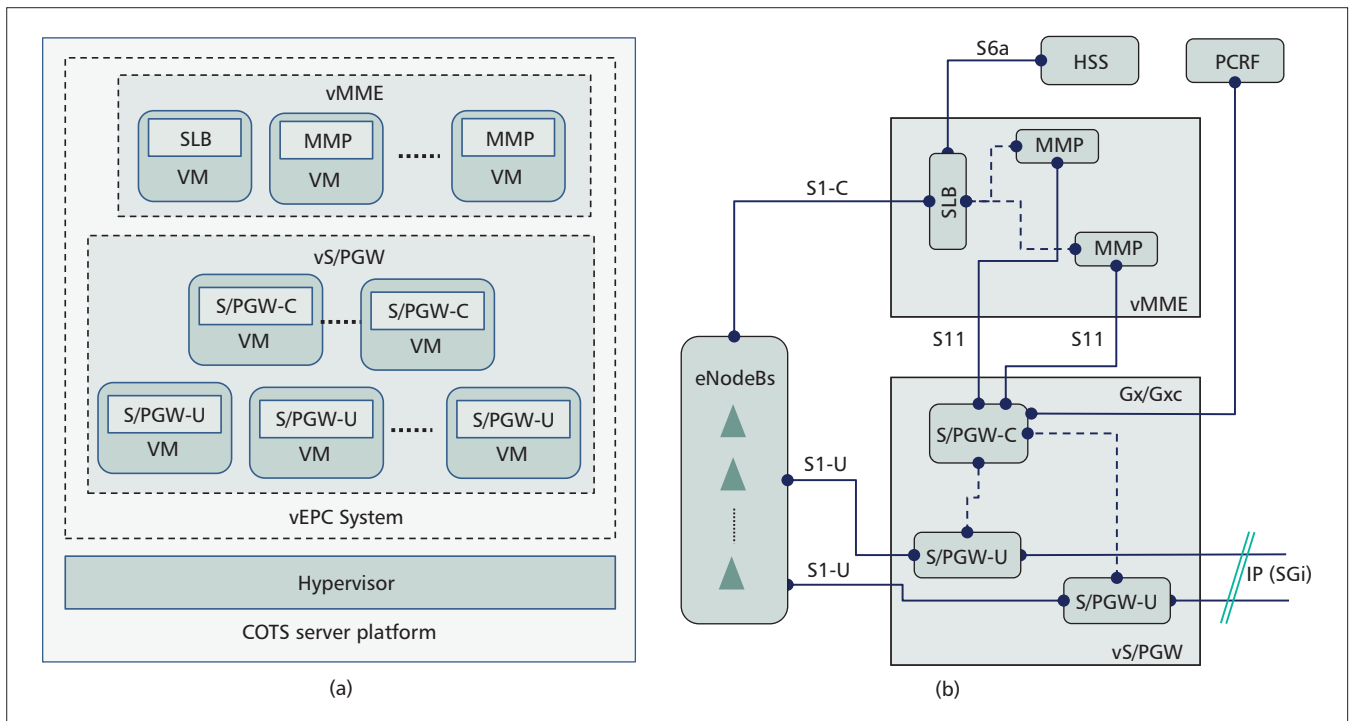 vMME
SLB
VM
MMP
VM
MMP
VM
vS/PGW
S/PGW-C
VM
S/PGW-C
VM
S/PGW-U
VM
S/PGW-U
VM
S/PGW-U
VM
vEPC System
Hypervisor
COTS server platform
(a)
S6a
HSS
PCRF
MMP
SLB
S1-C
MMP
vMME
S11
S11
eNodeBs
Gx/Gxc
S/PGW-C
S1-U
S/PGW-U
S1-U
S/PGW-U
IP (SGi)
vS/PGW
(b)